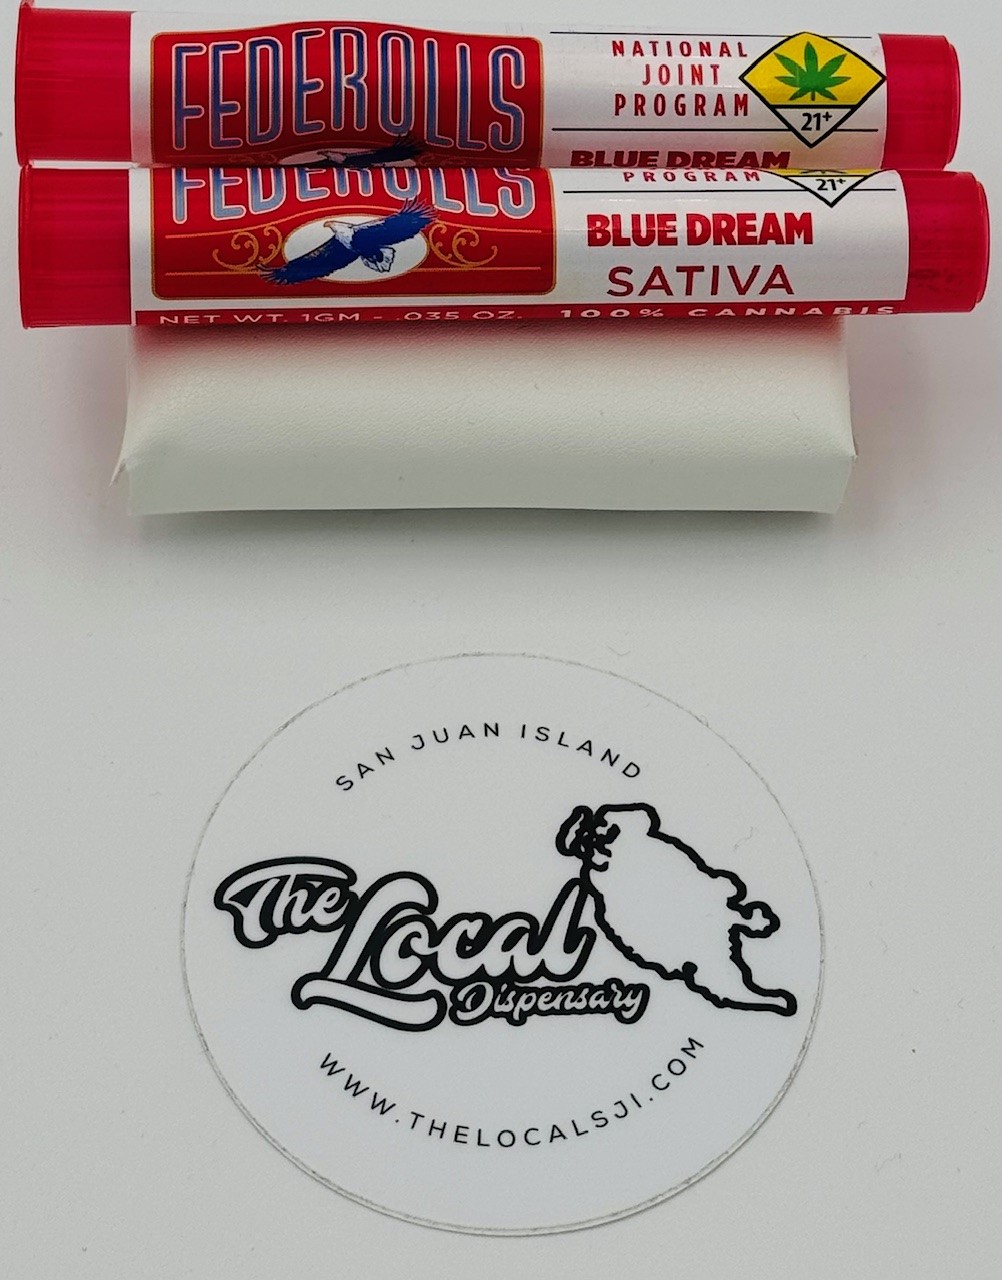 FEDEROLLS
NATIONAL
JOINT
PROGRAM
21+
BLUE DREAM
FEDEROLLS
PROGRAM
21+
BLUE DREAM
SATIVA
NET WT. 1GM - .035 OZ. 100% CANNABIS
SAN JUAN ISLAND
The Local
Dispensary
WWW.THELOCALSJI.COM